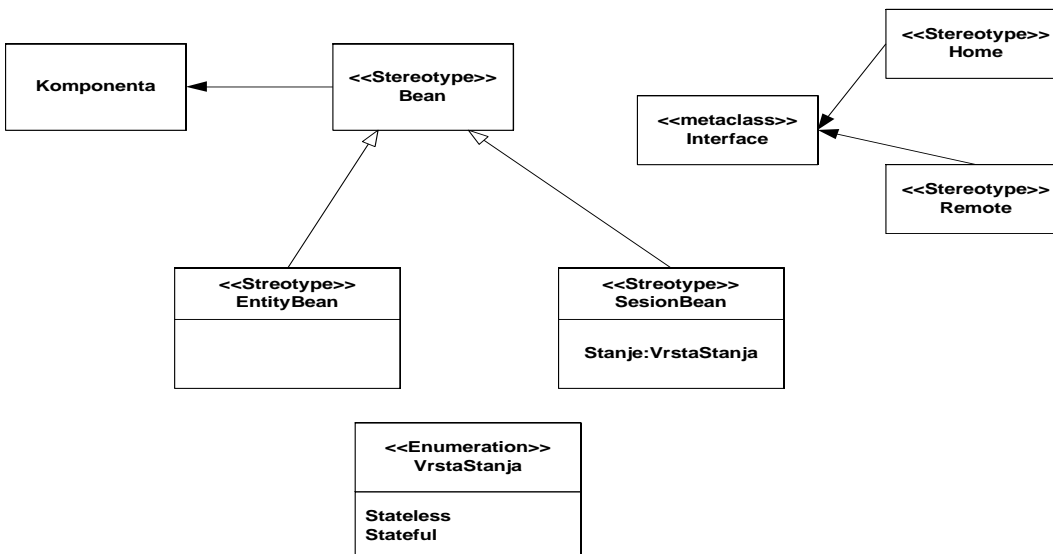 Komponenta
<<Stereotype>>
Bean
<<Stereotype>>
Home
<<metaclass>>
Interface
<<Stereotype>>
Remote
<<Streotype>>
EntityBean
<<Streotype>>
SesionBean
Stanje:VrstaStanja
<<Enumeration>>
VrstaStanja
Stateless
Stateful